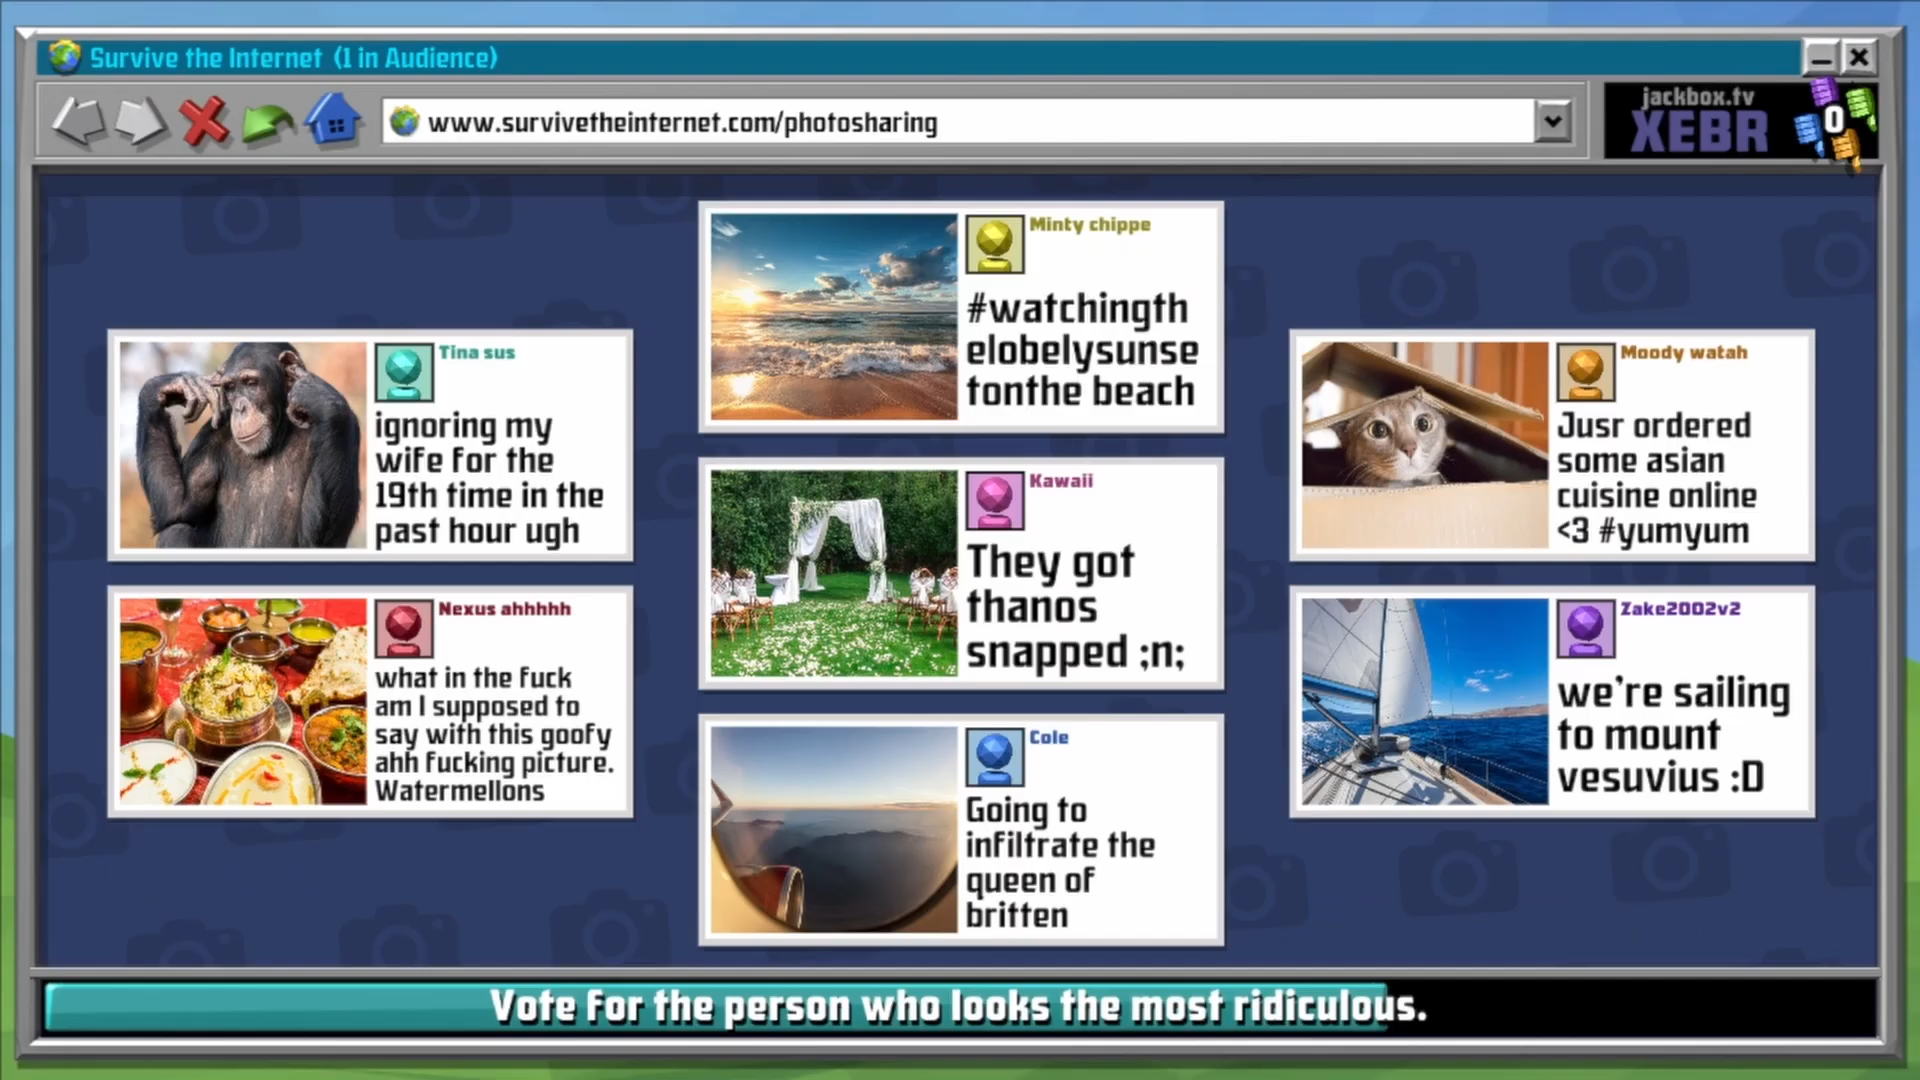 Survive the Internet (1 in Audience)
www.survivetheinternet.com/photosharing
jackbox.tv
XEBR
0
Tina sus
ignoring my
wife for the
19th time in the
past hour ugh
Nexus ahhhhh
what in the fuck
am I supposed to
say with this goofy
ahh fucking picture.
Watermellons
Minty chippe
#watchingth
elobelysunse
tonthe beach
Kawaii
They got
thanos
snapped ;n;
Cole
Going to
infiltrate the
queen of
britten
Moody watah
Jusr ordered
some asian
cuisine online
<3 #yumyum
Zake2002v2
we're sailing
to mount
vesuvius :D
Vote for the person who looks the most ridiculous.